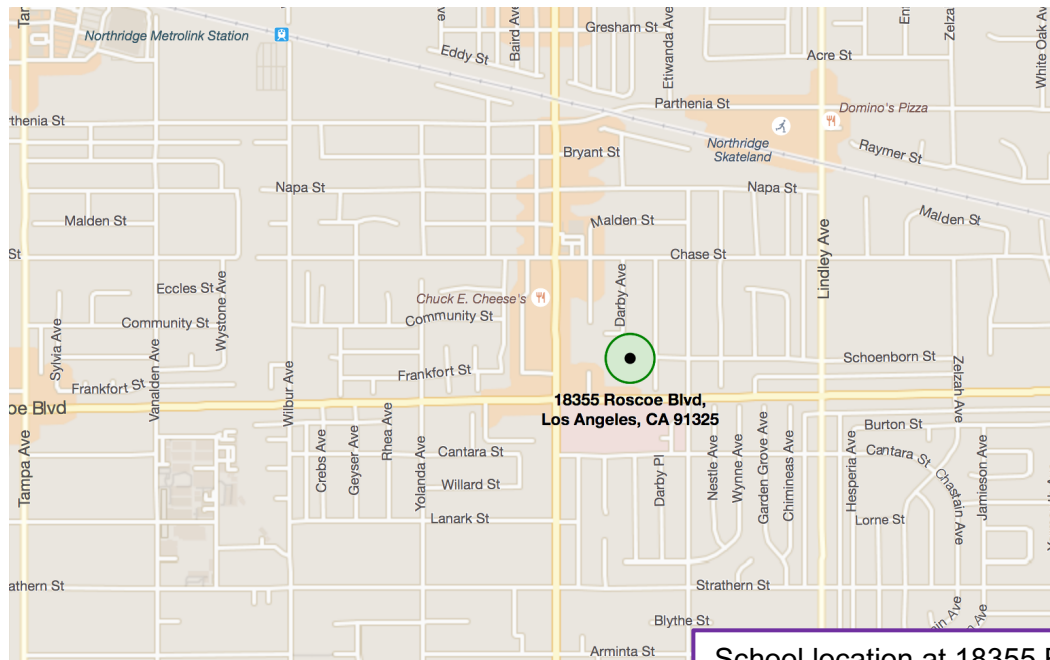 Tan
Northridge Metrolink Station
ve
Eddy St
Baird Ave
Gresham St
Etiwanda Ave
Acre St
Zelza
White Oak Av
Parthenia St
Domino's Pizza
rthenia St
Bryant St
Northridge
Skateland
Raymer St
Napa St
Napa St
Malden St
Malden St
Malden St
St
Chase St
Lindley Ave
Eccles St
Wystone Ave
Chuck E. Cheese's
Darby Ave
Community St
Community St
Sylvia Ave
Vanalden Ave
Schoenborn St
Frankfort St
Frankfort St
Wilbur Ave
Zelzah Ave
oe Blvd
18355 Roscoe Blvd,
Los Angeles, CA 91325
Tampa Ave
Crebs Ave
Geyser Ave
Rhea Ave
Yolanda Ave
Cantara St
Willard St
Lanark St
Darby Pl
Nestle Ave
Wynne Ave
Garden Grove Ave
Chimineas Ave
Hesperia Ave
Burton St
Cantara St
Chastain Ave
Jamieson Ave
Lorne St
athern St
Strathern St
Blythe St
ain Ave
Ave
Arminta St
School location at 18355